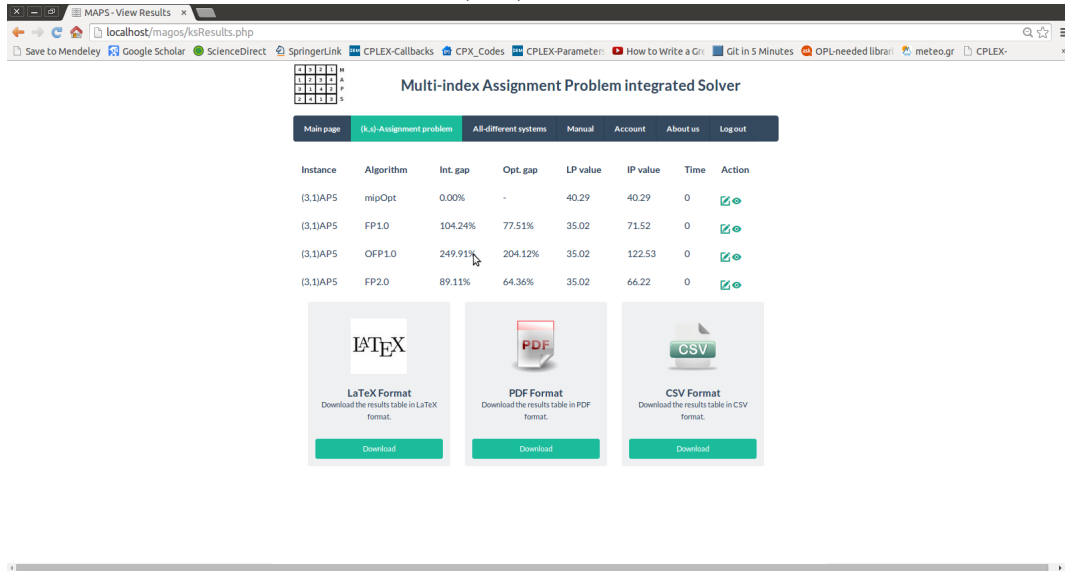 MAPS - View Results
localhost/magos/ksResults.php
Save to Mendeley Google Scholar ScienceDirect SpringerLink CPLEX-Callbacks CPX_Codes CPLEX-Parameters How to Write a Gre Git in 5 Minutes OPL-needed librari meteo.gr CPLEX-
4 3 2 1 M
1 2 3 4 A
3 1 4 2 P
2 4 1 3 S
Multi-index Assignment Problem integrated Solver
Main page (k,s)-Assignment problem All-different systems Manual Account About us Log out
Instance Algorithm Int. gap Opt. gap LP value IP value Time Action
(3,1)AP5 mipOpt 0.00% - 40.29 40.29 0
(3,1)AP5 FP1.0 104.24% 77.51% 35.02 71.52 0
(3,1)AP5 OFP1.0 249.91% 204.12% 35.02 122.53 0
(3,1)AP5 FP2.0 89.11% 64.36% 35.02 66.22 0
LATEX PDF CSV
LaTeX Format PDF Format CSV Format
Download the results table in LaTeX Download the results table in PDF Download the results table in CSV
format. format. format.
Download Download Download